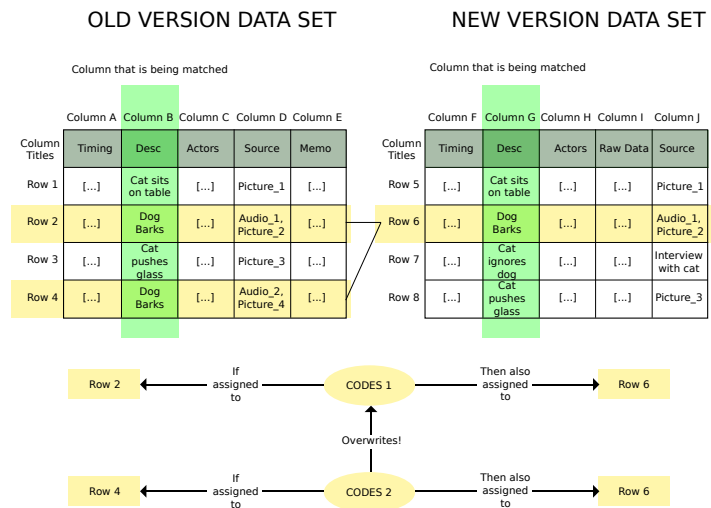 OLD VERSION DATA SET
NEW VERSION DATA SET
Column that is being matched
Column that is being matched
Column A Column B Column C Column D Column E
Column F Column G Column H Column I Column J
Column
Titles
Timing Desc Actors Source Memo
Column
Titles
Timing Desc Actors Raw Data Source
Row 1 [...] Cat sits
on table
[...] Picture_1 [...]
Row 5 [...] Cat sits
on table
[...] [...] Picture_1
Row 2 [...] Dog
Barks
[...] Audio_1,
Picture_2
[...]
Row 6 [...] Dog
Barks
[...] [...] Audio_1,
Picture_2
Row 3 [...] Cat
pushes
glass
[...] Picture_3 [...]
Row 7 [...] Cat
ignores
dog
[...] [...] Interview
with cat
Row 4 [...] Dog
Barks
[...] Audio_2,
Picture_4
[...]
Row 8 [...] Cat
pushes
glass
[...] [...] Picture_3
Row 2
If
assigned
to
CODES 1
Then also
assigned
to
Row 6
Overwrites!
Row 4
If
assigned
to
CODES 2
Then also
assigned
to
Row 6